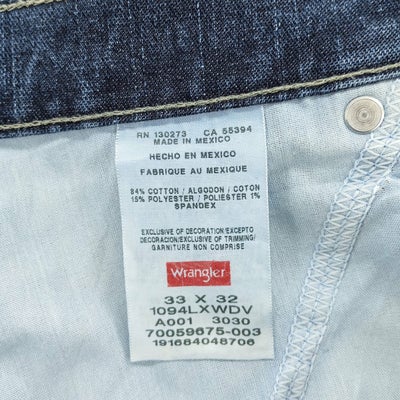 RN 130273 CA 55394
MADE IN MEXICO
HECHO EN MEXICO
FABRIQUE AU MEXIQUE
84% COTTON / ALGODON / COTON
15% POLYESTER / POLIESTER 1%
SPANDEX
EXCLUSIVE OF DECORATION/EXCEPTO
DECORACION/EXCLUSIVE OF TRIMMING/
GARNITURE NON COMPRISE
Wrangler
33 X 32
1094LXWDV
A001 3030
70059675-003
191684048706